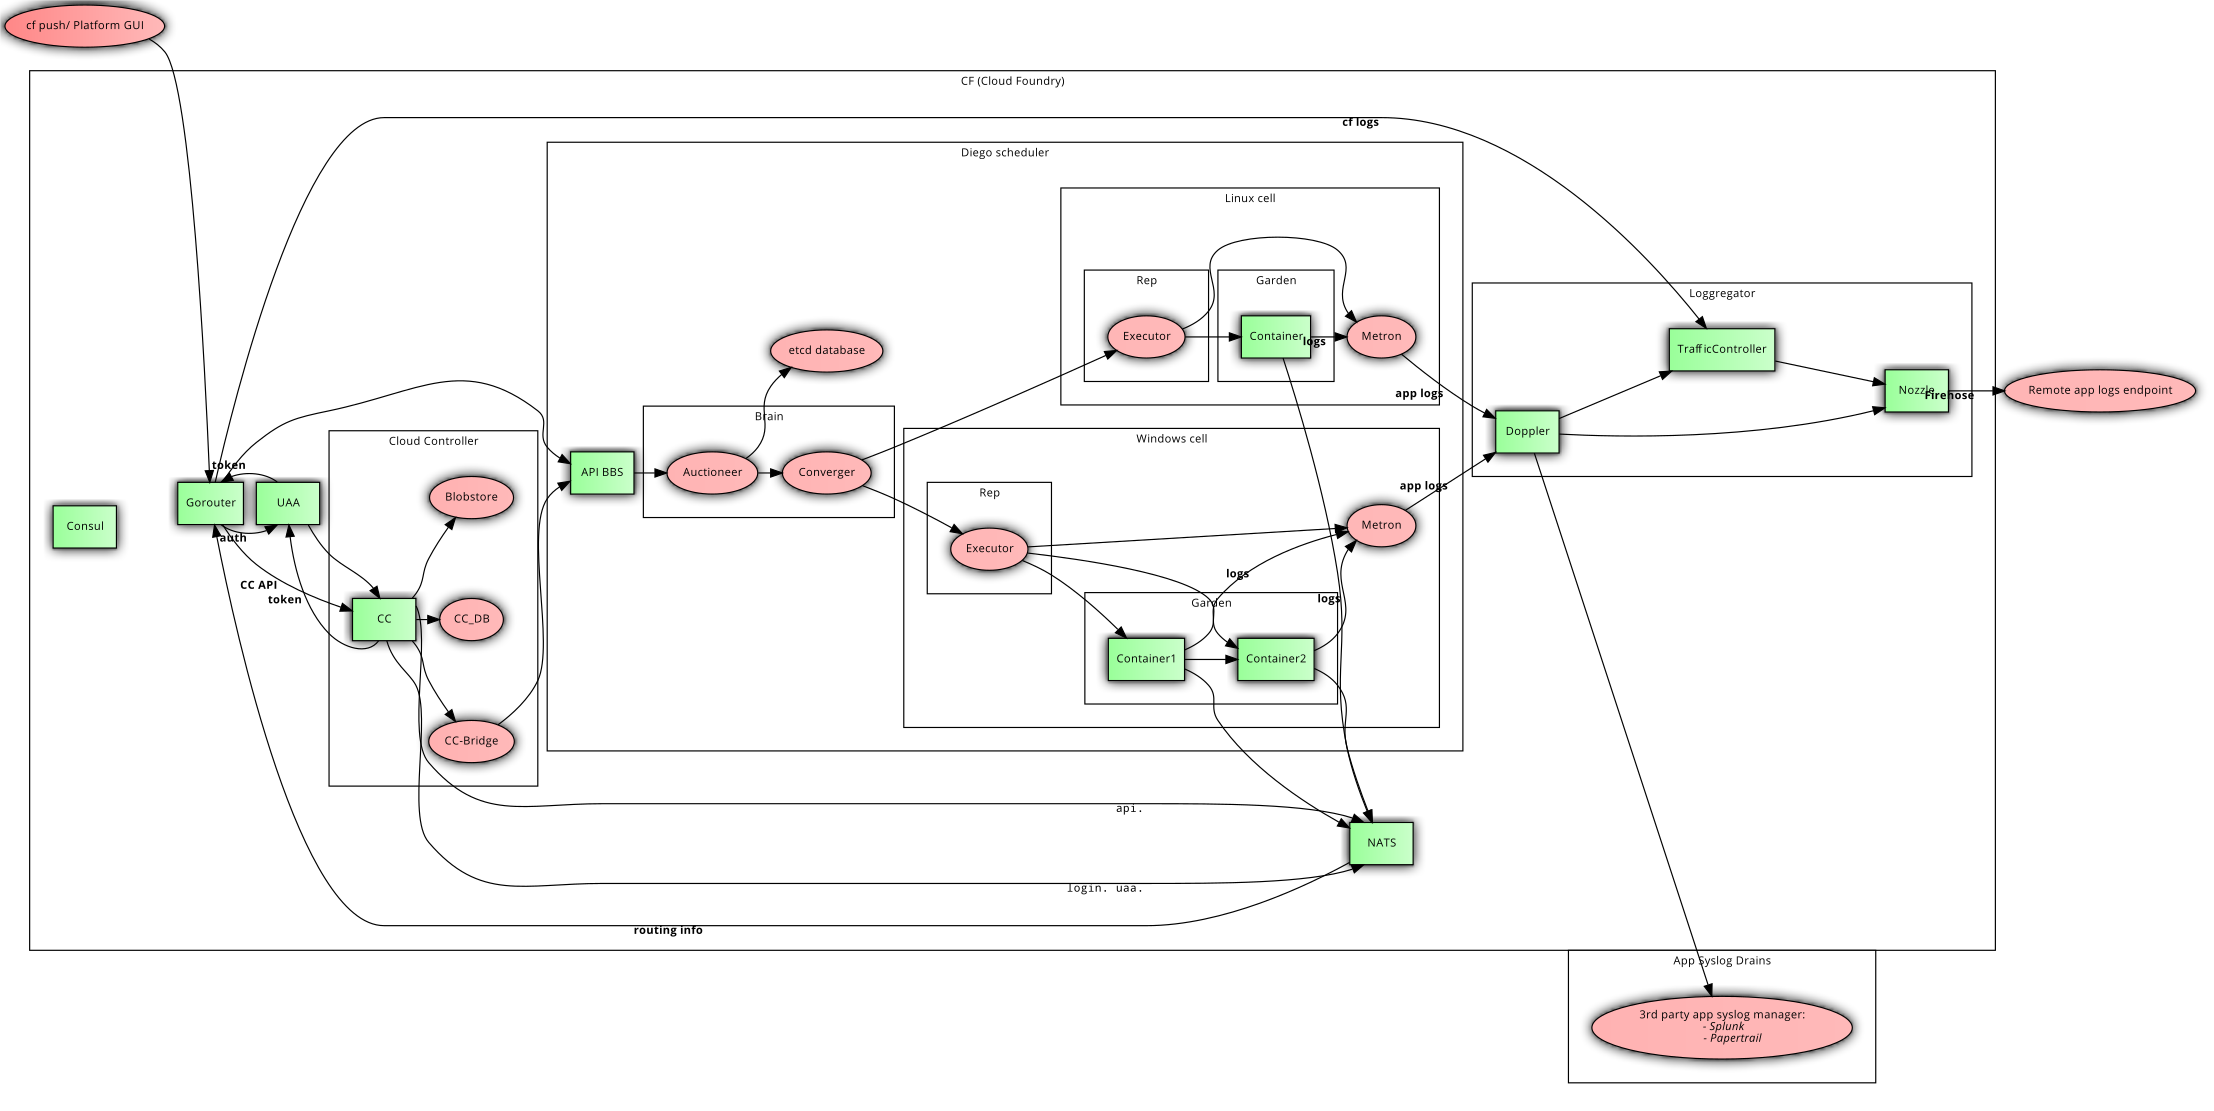 cf push/ Platform GUI
CF (Cloud Foundry)
cf logs
Diego scheduler
Linux cell
Rep
Garden
Executor
Container
logs
Metron
app logs
etcd database
Brain
Auctioneer
Converger
API BBS
Windows cell
Rep
Executor
Metron
app logs
logs
logs
Garden
Container1
Container2
Loggregator
TrafficController
Nozzle
Firehose
Doppler
Remote app logs endpoint
Cloud Controller
Blobstore
CC
CC_DB
CC-Bridge
token
Gorouter
UAA
auth
CC API
token
Consul
api.
NATS
login. uaa.
routing info
App Syslog Drains
3rd party app syslog manager:
- Splunk
- Papertrail